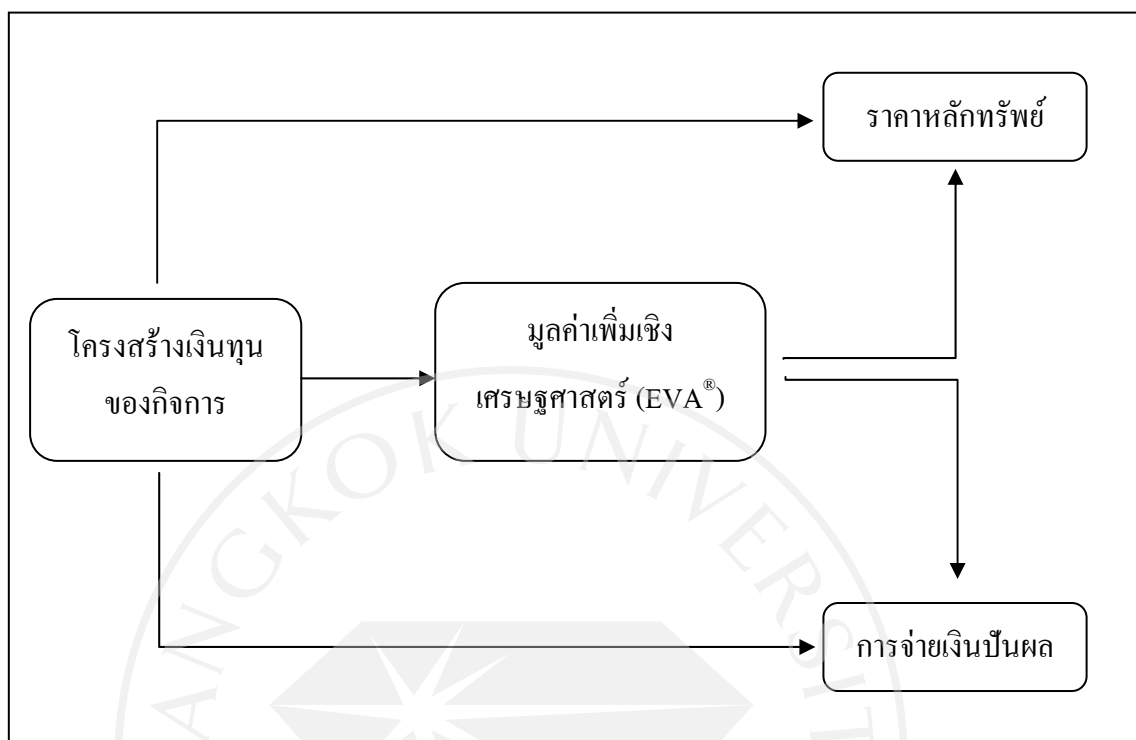 ราคาหลักทรัพย์
โครงสร้างเงินทุน
ของกิจการ
มูลค่าเพิ่มเชิง
เศรษฐศาสตร์ (EVA®)
การจ่ายเงินปันผล
ANGKOK UNIVERSIT